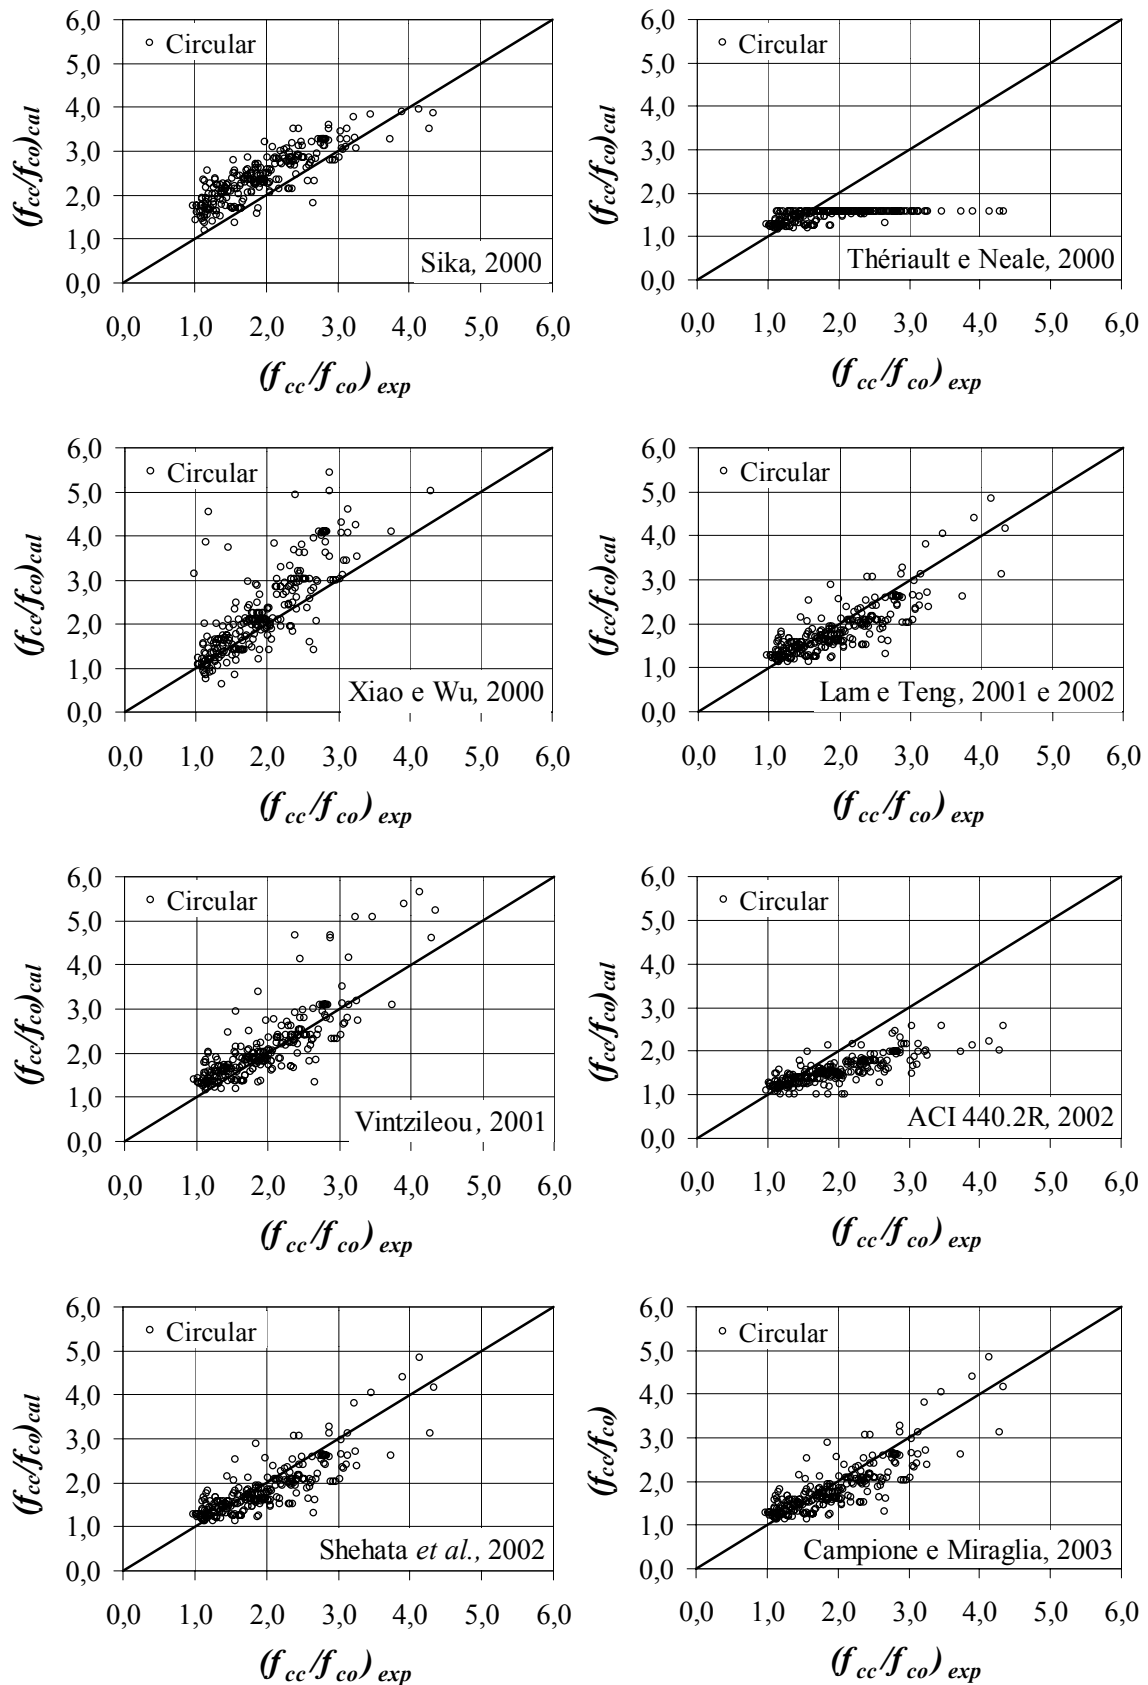 6,0
Circular
5,0
4,0
3,0
2,0
1,0
0,0
(fcc/fco)cal
Sika, 2000
0,0 1,0 2,0 3,0 4,0 5,0 6,0
(fcc/fco) exp
6,0
Circular
5,0
4,0
3,0
2,0
1,0
0,0
(fcc/fco)cal
Thériault e Neale, 2000
0,0 1,0 2,0 3,0 4,0 5,0 6,0
(fcc/fco) exp
6,0
Circular
5,0
4,0
3,0
2,0
1,0
0,0
(fcc/fco)cal
Xiao e Wu, 2000
0,0 1,0 2,0 3,0 4,0 5,0 6,0
(fcc/fco) exp
6,0
Circular
5,0
4,0
3,0
2,0
1,0
0,0
(fcc/fco)cal
Lam e Teng, 2001 e 2002
0,0 1,0 2,0 3,0 4,0 5,0 6,0
(fcc/fco) exp
6,0
Circular
5,0
4,0
3,0
2,0
1,0
0,0
(fcc/fco)cal
Vintzileou, 2001
0,0 1,0 2,0 3,0 4,0 5,0 6,0
(fcc/fco) exp
6,0
Circular
5,0
4,0
3,0
2,0
1,0
0,0
(fcc/fco)cal
ACI 440.2R, 2002
0,0 1,0 2,0 3,0 4,0 5,0 6,0
(fcc/fco) exp
6,0
Circular
5,0
4,0
3,0
2,0
1,0
0,0
(fcc/fco)cal
Shehata et al., 2002
0,0 1,0 2,0 3,0 4,0 5,0 6,0
(fcc/fco) exp
6,0
Circular
5,0
4,0
3,0
2,0
1,0
0,0
(fcc/fco)
Campione e Miraglia, 2003
0,0 1,0 2,0 3,0 4,0 5,0 6,0
(fcc/fco) exp